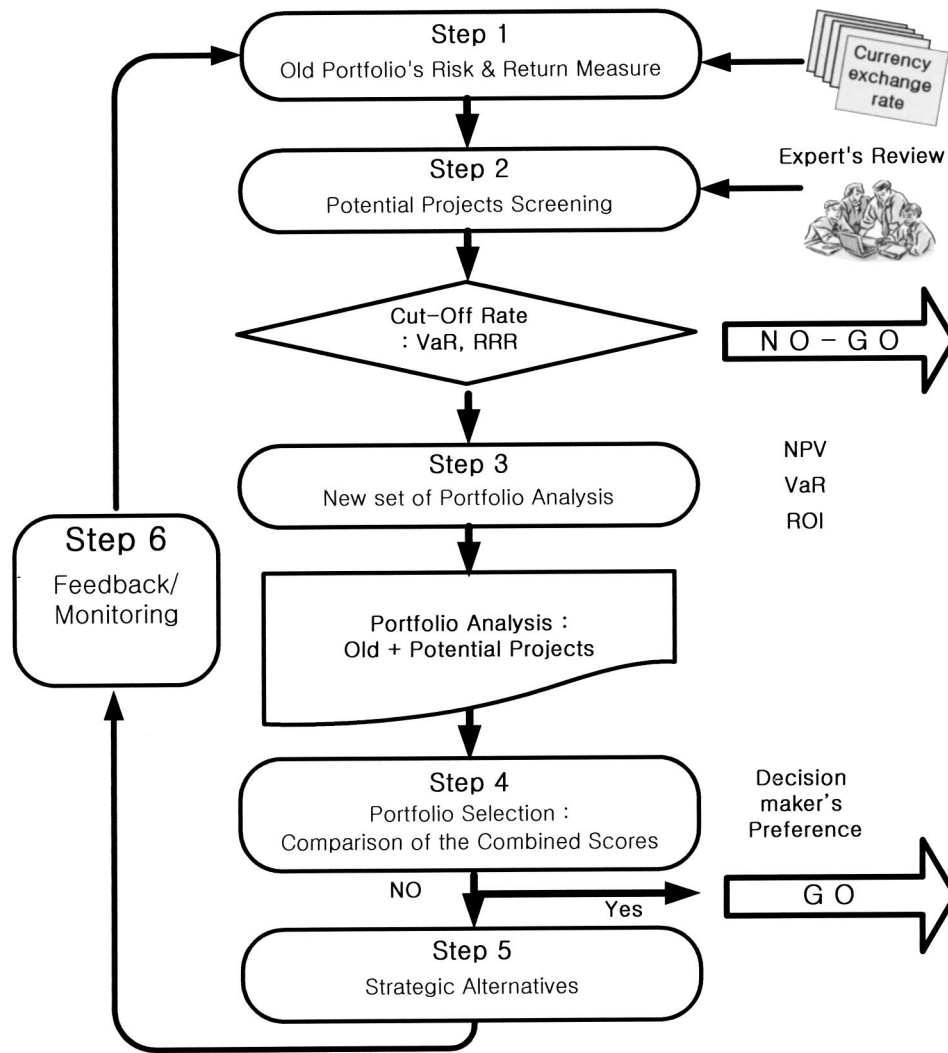 Step 1
Old Portfolio's Risk & Return Measure
Currency
exchange
rate
Expert's Review
Step 2
Potential Projects Screening
Cut-Off Rate
: VaR, RRR
NO-GO
Step 3
New set of Portfolio Analysis
NPV
VaR
ROI
Step 6
Feedback/
Monitoring
Portfolio Analysis :
Old + Potential Projects
Step 4
Portfolio Selection :
Comparison of the Combined Scores
Decision
maker's
Preference
NO
Yes
GO
Step 5
Strategic Alternatives